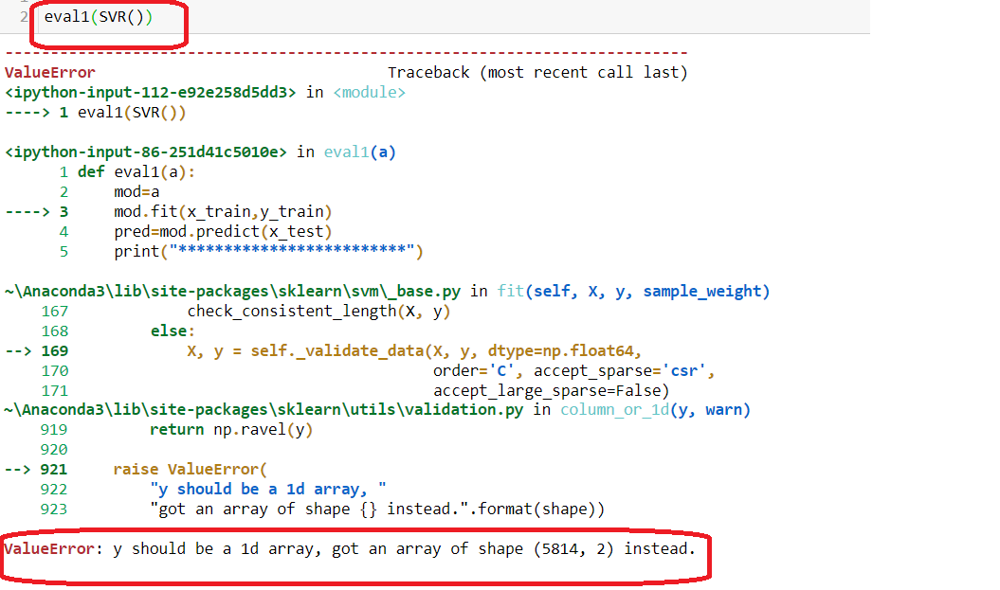 2 eval1(SVR())
---------------------------------------------------------------------------
ValueError                                Traceback (most recent call last)
<ipython-input-112-e92e258d5dd3> in <module>
----> 1 eval1(SVR())
<ipython-input-86-251d41c5010e> in eval1(a)
      1 def eval1(a):
      2     mod=a
----> 3     mod.fit(x_train,y_train)
      4     pred=mod.predict(x_test)
      5     print("*************************")
~\Anaconda3\lib\site-packages\sklearn\svm\_base.py in fit(self, X, y, sample_weight)
    167             check_consistent_length(X, y)
    168         else:
--> 169             X, y = self._validate_data(X, y, dtype=np.float64,
    170                                        order='C', accept_sparse='csr',
    171                                        accept_large_sparse=False)
~\Anaconda3\lib\site-packages\sklearn\utils\validation.py in column_or_1d(y, warn)
    919         return np.ravel(y)
    920
--> 921     raise ValueError(
    922         "y should be a 1d array, "
    923         "got an array of shape {} instead.".format(shape))
ValueError: y should be a 1d array, got an array of shape (5814, 2) instead.